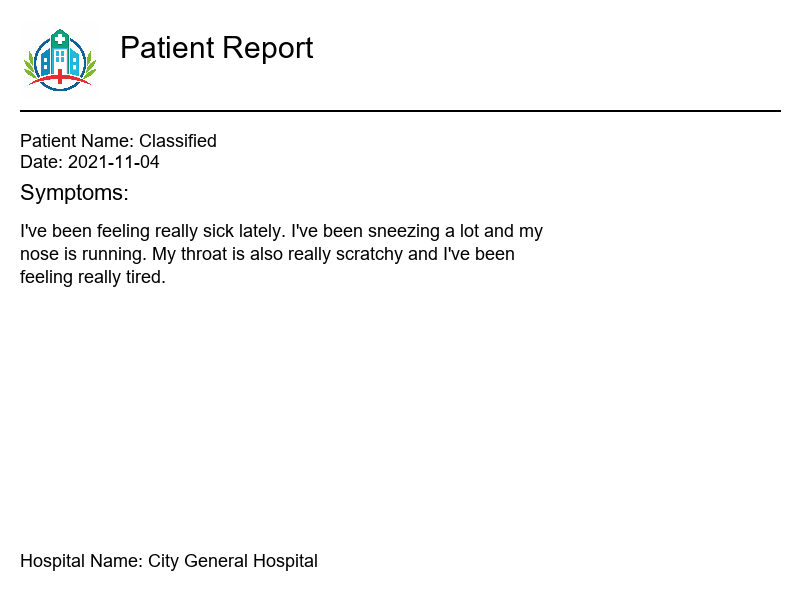 Patient Report
Patient Name: Classified
Date: 2021-11-04
Symptoms:
I've been feeling really sick lately. I've been sneezing a lot and my
nose is running. My throat is also really scratchy and I've been
feeling really tired.
Hospital Name: City General Hospital